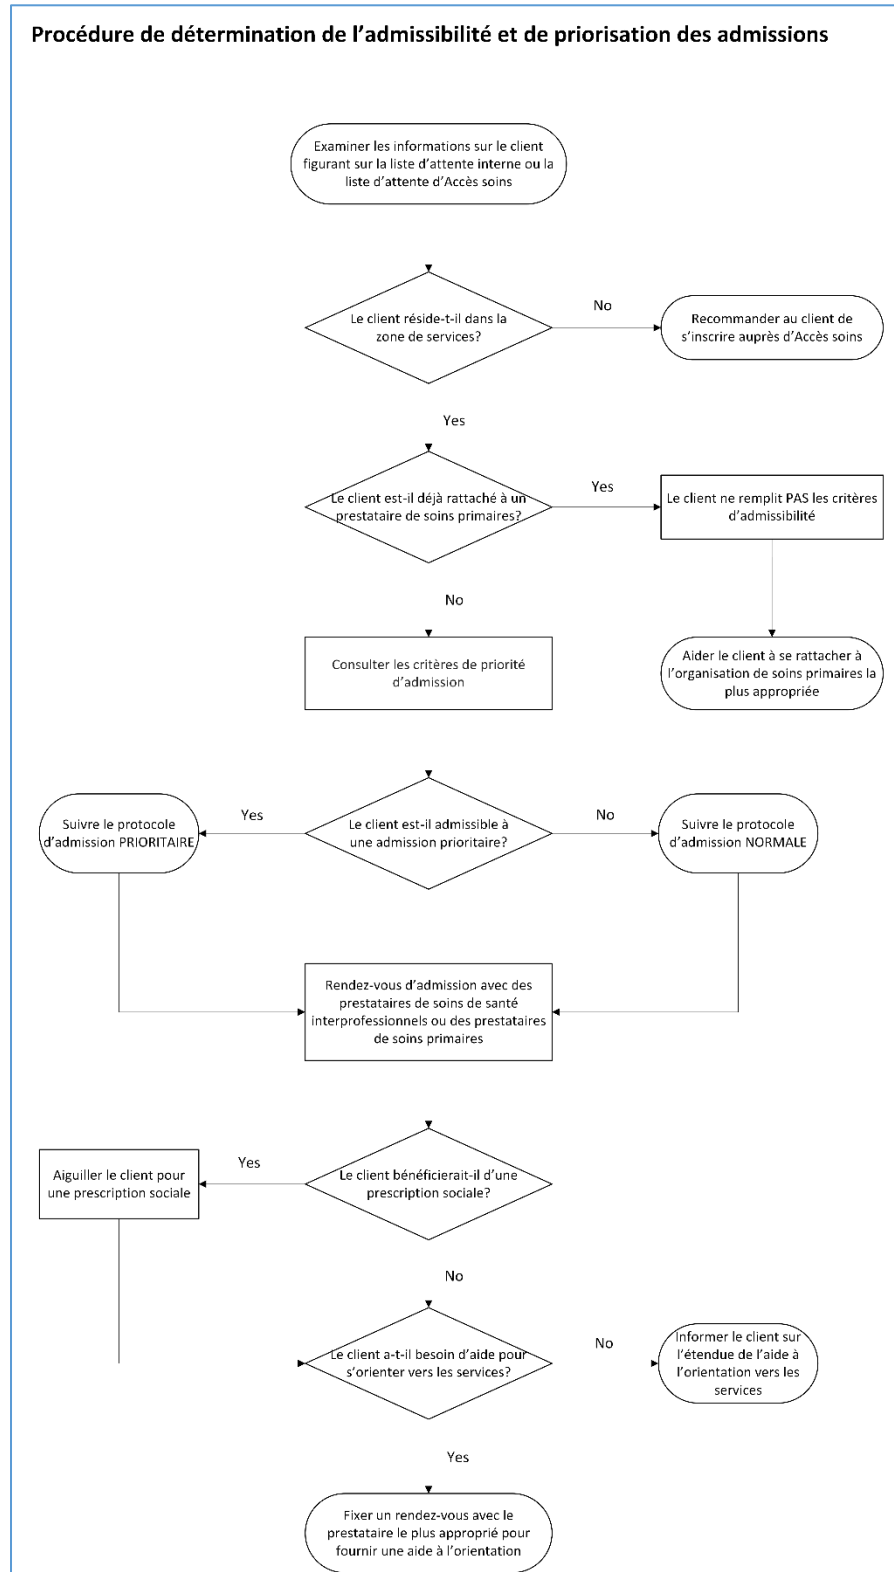 Procédure de détermination de l’admissibilité et de priorisation des admissions
Examiner les informations sur le client
figurant sur la liste d’attente interne ou la
liste d’attente d’Accès soins
Le client réside-t-il dans la
zone de services?
No
Recommander au client de
s’inscrire auprès d’Accès soins
Yes
Le client est-il déjà rattaché à un
prestataire de soins primaires?
Yes
Le client ne remplit PAS les critères
d’admissibilité
No
Consulter les critères de priorité
d’admission
Aider le client à se rattacher à
l’organisation de soins primaires la
plus appropriée
Suivre le protocole
d’admission PRIORITAIRE
Yes
Le client est-il admissible à
une admission prioritaire?
No
Suivre le protocole
d’admission NORMALE
Rendez-vous d’admission avec des
prestataires de soins de santé
interprofessionnels ou des prestataires
de soins primaires
Aiguiller le client pour
une prescription sociale
Yes
Le client bénéficierait-il d’une
prescription sociale?
No
Le client a-t-il besoin d’aide pour
s’orienter vers les services?
No
Informer le client sur
l’étendue de l’aide à
l’orientation vers les
services
Yes
Fixer un rendez-vous avec le
prestataire le plus approprié pour
fournir une aide à l’orientation